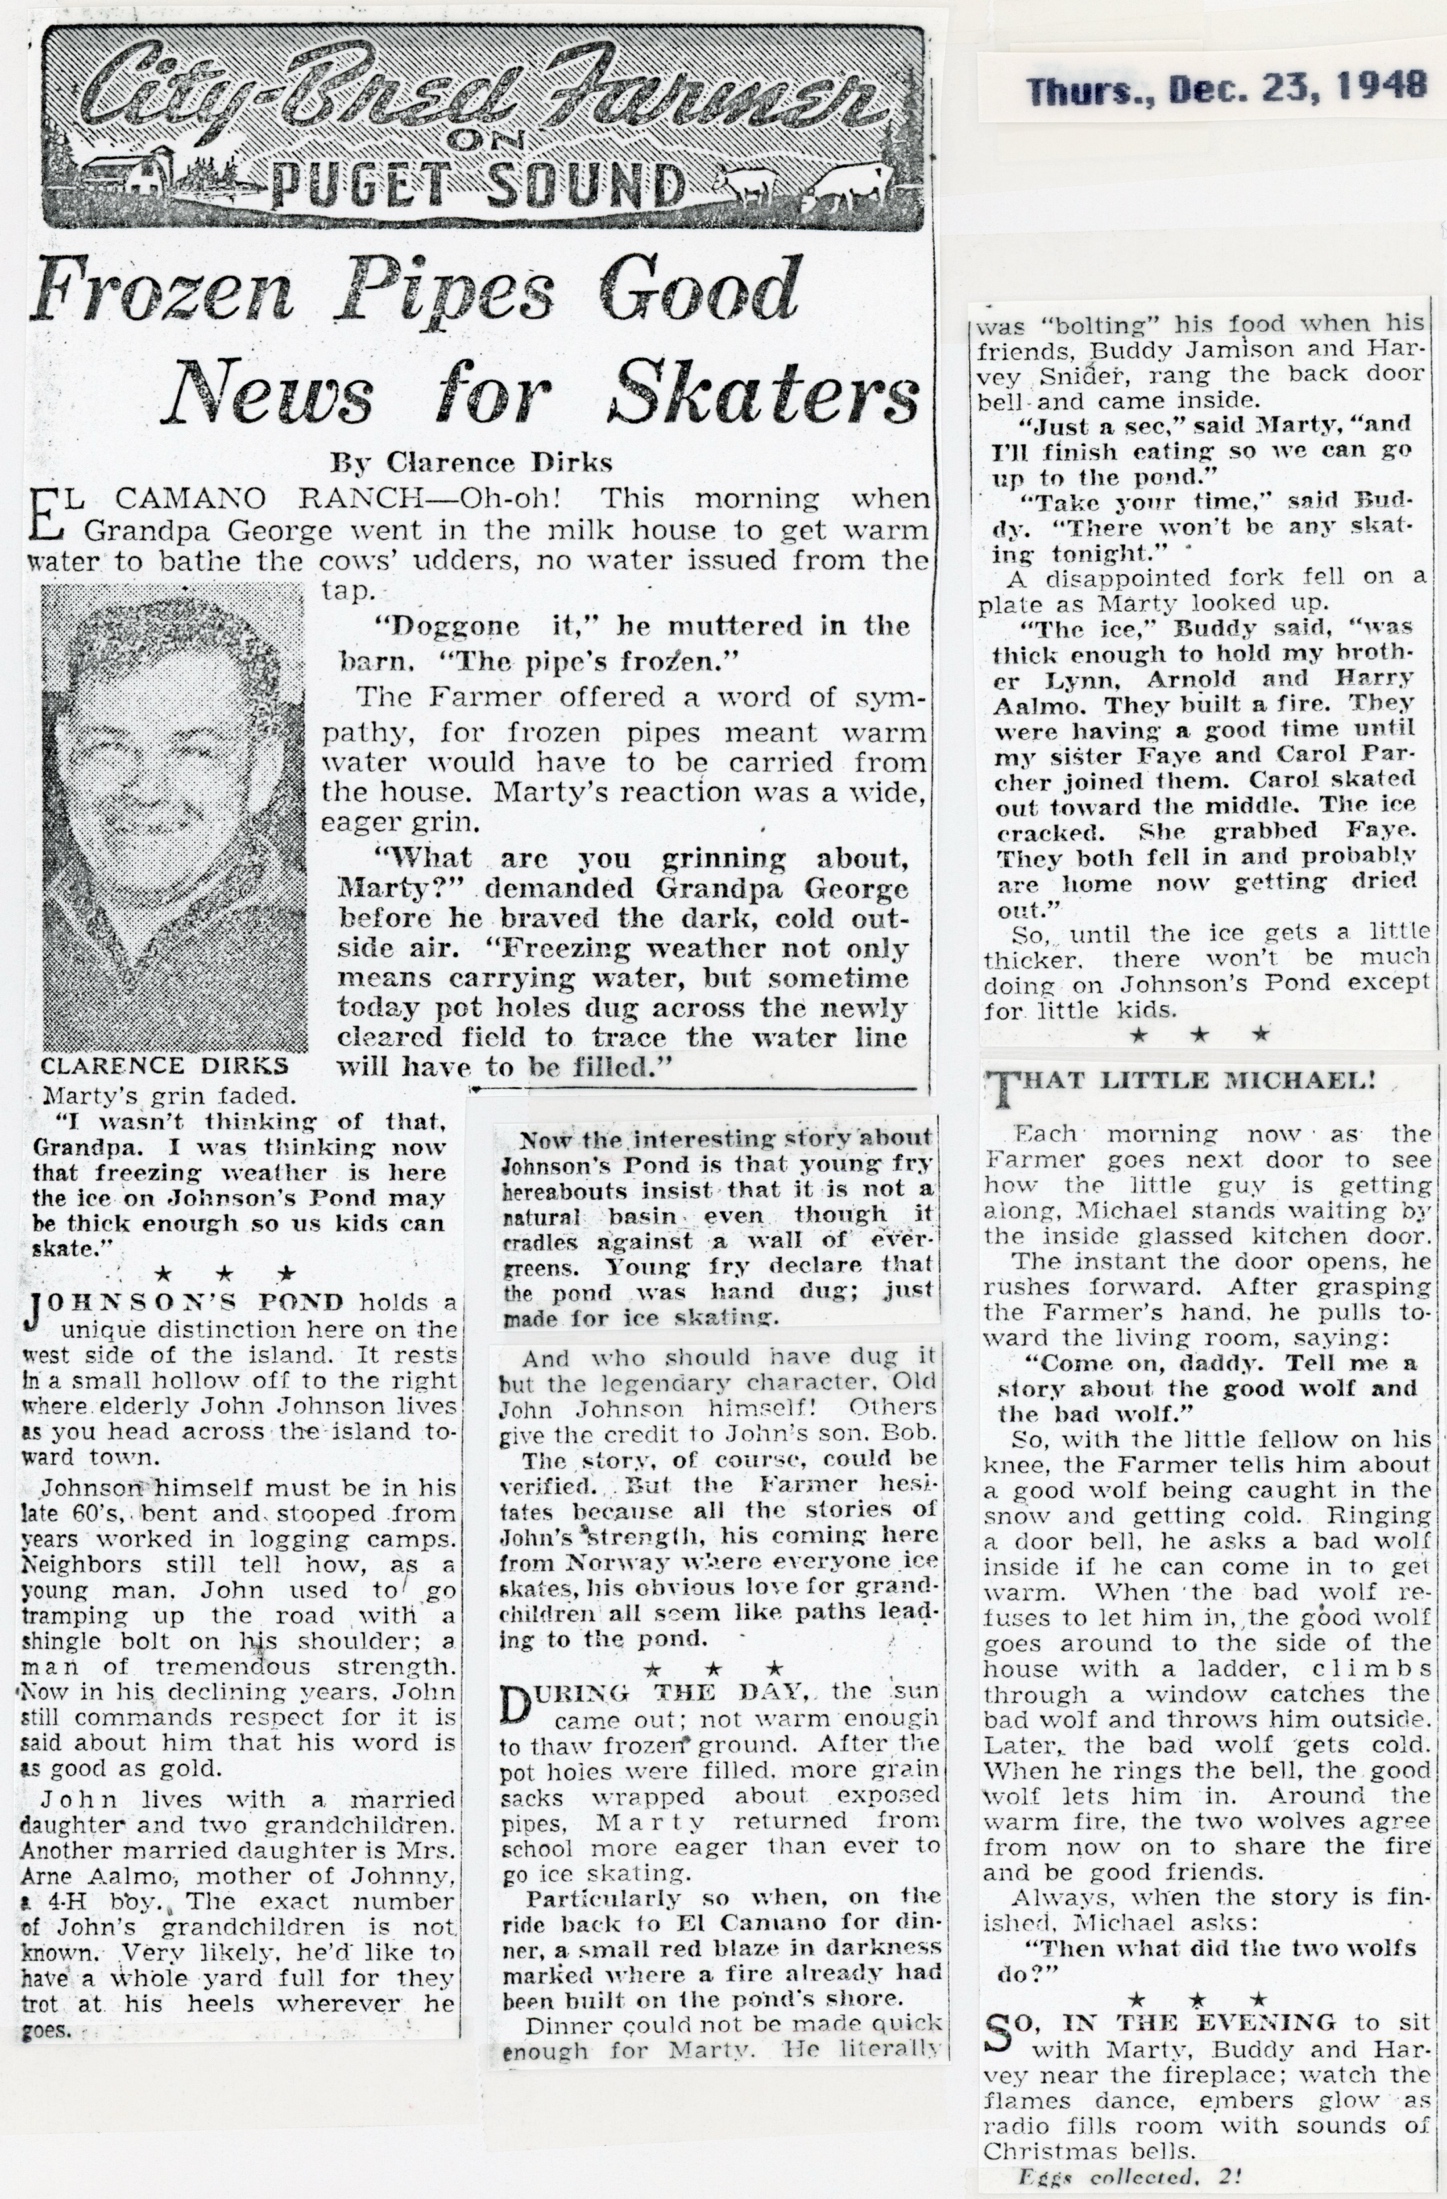 City-Bred Farmer
ON
PUGET SOUND
Thurs., Dec. 23, 1948
Frozen Pipes Good
News for Skaters
By Clarence Dirks
EL CAMANO RANCH—Oh-oh! This morning when
Grandpa George went in the milk house to get warm
water to bathe the cows' udders, no water issued from the
tap.
"Doggone it," he muttered in the
barn. "The pipe's frozen."
The Farmer offered a word of sym-
pathy, for frozen pipes meant warm
water would have to be carried from
the house. Marty's reaction was a wide,
eager grin.
"What are you grinning about,
Marty?" demanded Grandpa George
before he braved the dark, cold out-
side air. "Freezing weather not only
means carrying water, but sometime
today pot holes dug across the newly
cleared field to trace the water line
will have to be filled."
CLARENCE DIRKS
Marty's grin faded.
"I wasn't thinking of that,
Grandpa. I was thinking now
that freezing weather is here
the ice on Johnson's Pond may
be thick enough so us kids can
skate."
★ ★ ★
JOHNSON'S POND holds a
unique distinction here on the
west side of the island. It rests
in a small hollow off to the right
where elderly John Johnson lives
as you head across the island to-
ward town.
Johnson himself must be in his
late 60's, bent and stooped from
years worked in logging camps.
Neighbors still tell how, as a
young man, John used to go
tramping up the road with a
shingle bolt on his shoulder; a
man of tremendous strength.
Now in his declining years, John
still commands respect for it is
said about him that his word is
as good as gold.
John lives with a married
daughter and two grandchildren.
Another married daughter is Mrs.
Arne Aalmo, mother of Johnny,
a 4-H boy. The exact number
of John's grandchildren is not
known. Very likely, he'd like to
have a whole yard full for they
trot at his heels wherever he
goes.
Now the interesting story about
Johnson's Pond is that young fry
hereabouts insist that it is not a
natural basin even though it
cradles against a wall of ever-
greens. Young fry declare that
the pond was hand dug; just
made for ice skating.
And who should have dug it
but the legendary character, Old
John Johnson himself! Others
give the credit to John's son, Bob.
The story, of course, could be
verified. But the Farmer hesi-
tates because all the stories of
John's strength, his coming here
from Norway where everyone ice
skates, his obvious love for grand-
children all seem like paths lead-
ing to the pond.
★ ★ ★
DURING THE DAY, the sun
came out; not warm enough
to thaw frozen ground. After the
pot holes were filled, more grain
sacks wrapped about exposed
pipes, Marty returned from
school more eager than ever to
go ice skating.
Particularly so when, on the
ride back to El Camano for din-
ner, a small red blaze in darkness
marked where a fire already had
been built on the pond's shore.
Dinner could not be made quick
enough for Marty. He literally
was "bolting" his food when his
friends, Buddy Jamison and Har-
vey Snider, rang the back door
bell and came inside.
"Just a sec," said Marty, "and
I'll finish eating so we can go
up to the pond."
"Take your time," said Bud-
dy. "There won't be any skat-
ing tonight."
A disappointed fork fell on a
plate as Marty looked up.
"The ice," Buddy said, "was
thick enough to hold my broth-
er Lynn, Arnold and Harry
Aalmo. They built a fire. They
were having a good time until
my sister Faye and Carol Par-
cher joined them. Carol skated
out toward the middle. The ice
cracked. She grabbed Faye.
They both fell in and probably
are home now getting dried
out."
So, until the ice gets a little
thicker, there won't be much
doing on Johnson's Pond except
for little kids.
★ ★ ★
THAT LITTLE MICHAEL!
Each morning now as the
Farmer goes next door to see
how the little guy is getting
along, Michael stands waiting by
the inside glassed kitchen door.
The instant the door opens, he
rushes forward. After grasping
the Farmer's hand, he pulls to-
ward the living room, saying:
"Come on, daddy. Tell me a
story about the good wolf and
the bad wolf."
So, with the little fellow on his
knee, the Farmer tells him about
a good wolf being caught in the
snow and getting cold. Ringing
a door bell, he asks a bad wolf
inside if he can come in to get
warm. When the bad wolf re-
fuses to let him in, the good wolf
goes around to the side of the
house with a ladder, climbs
through a window catches the
bad wolf and throws him outside.
Later, the bad wolf gets cold.
When he rings the bell, the good
wolf lets him in. Around the
warm fire, the two wolves agree
from now on to share the fire
and be good friends.
Always, when the story is fin-
ished, Michael asks:
"Then what did the two wolfs
do?"
★ ★ ★
SO, IN THE EVENING to sit
with Marty, Buddy and Har-
vey near the fireplace; watch the
flames dance, embers glow as
radio fills room with sounds of
Christmas bells.
Eggs collected, 2!